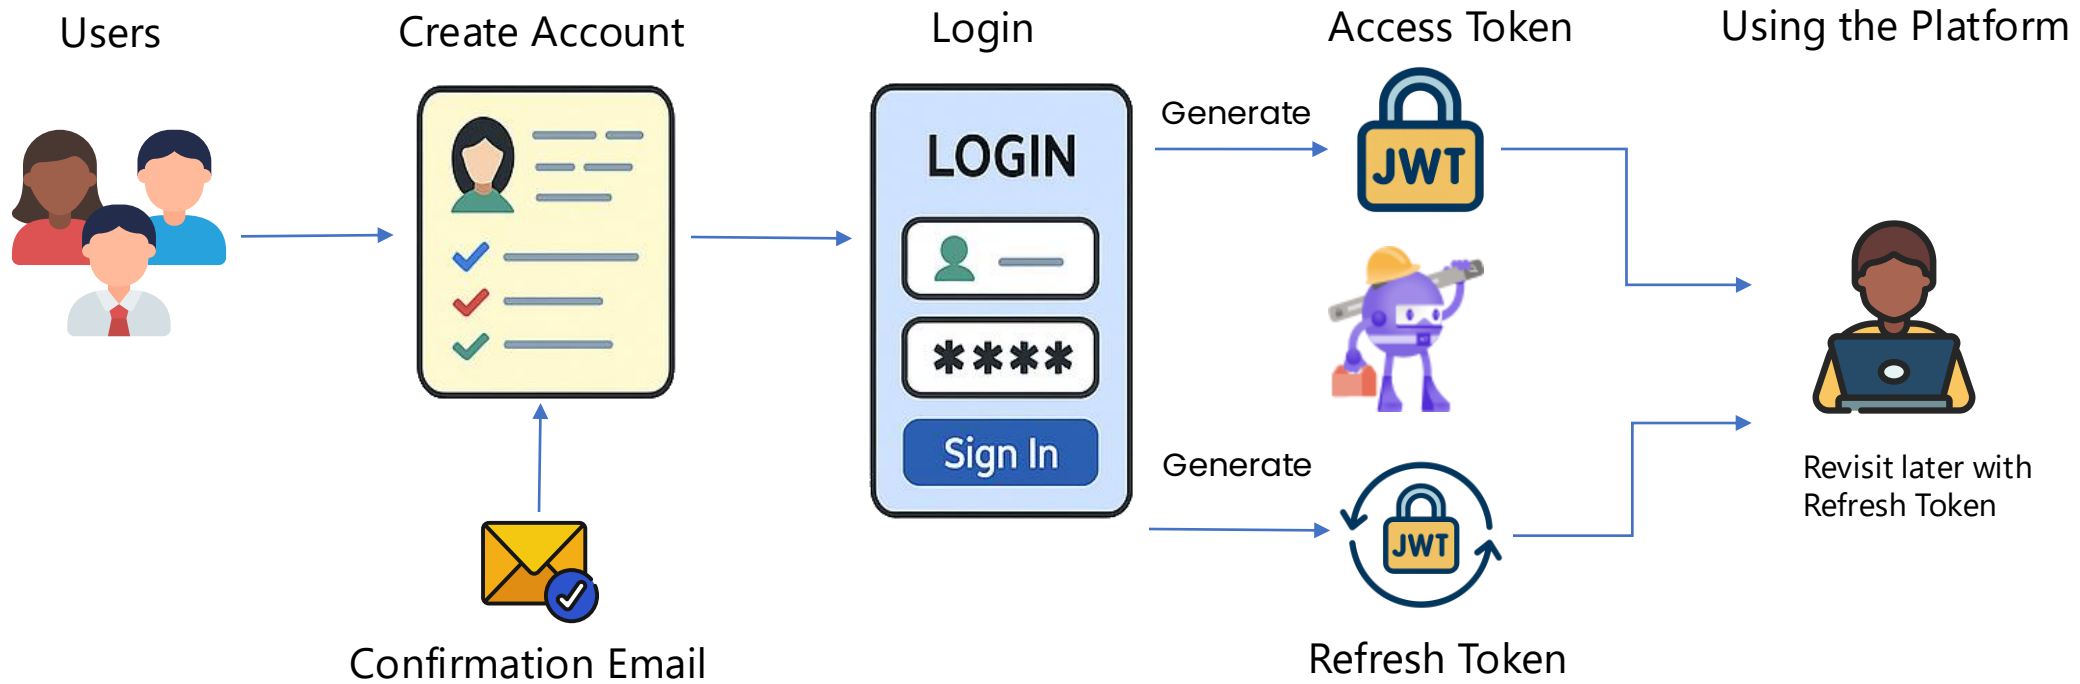 Users
Create Account
Login
Access Token
Using the Platform
Generate
LOGIN
JWT
****
Sign In
Generate
JWT
Revisit later with
Refresh Token
Confirmation Email
Refresh Token